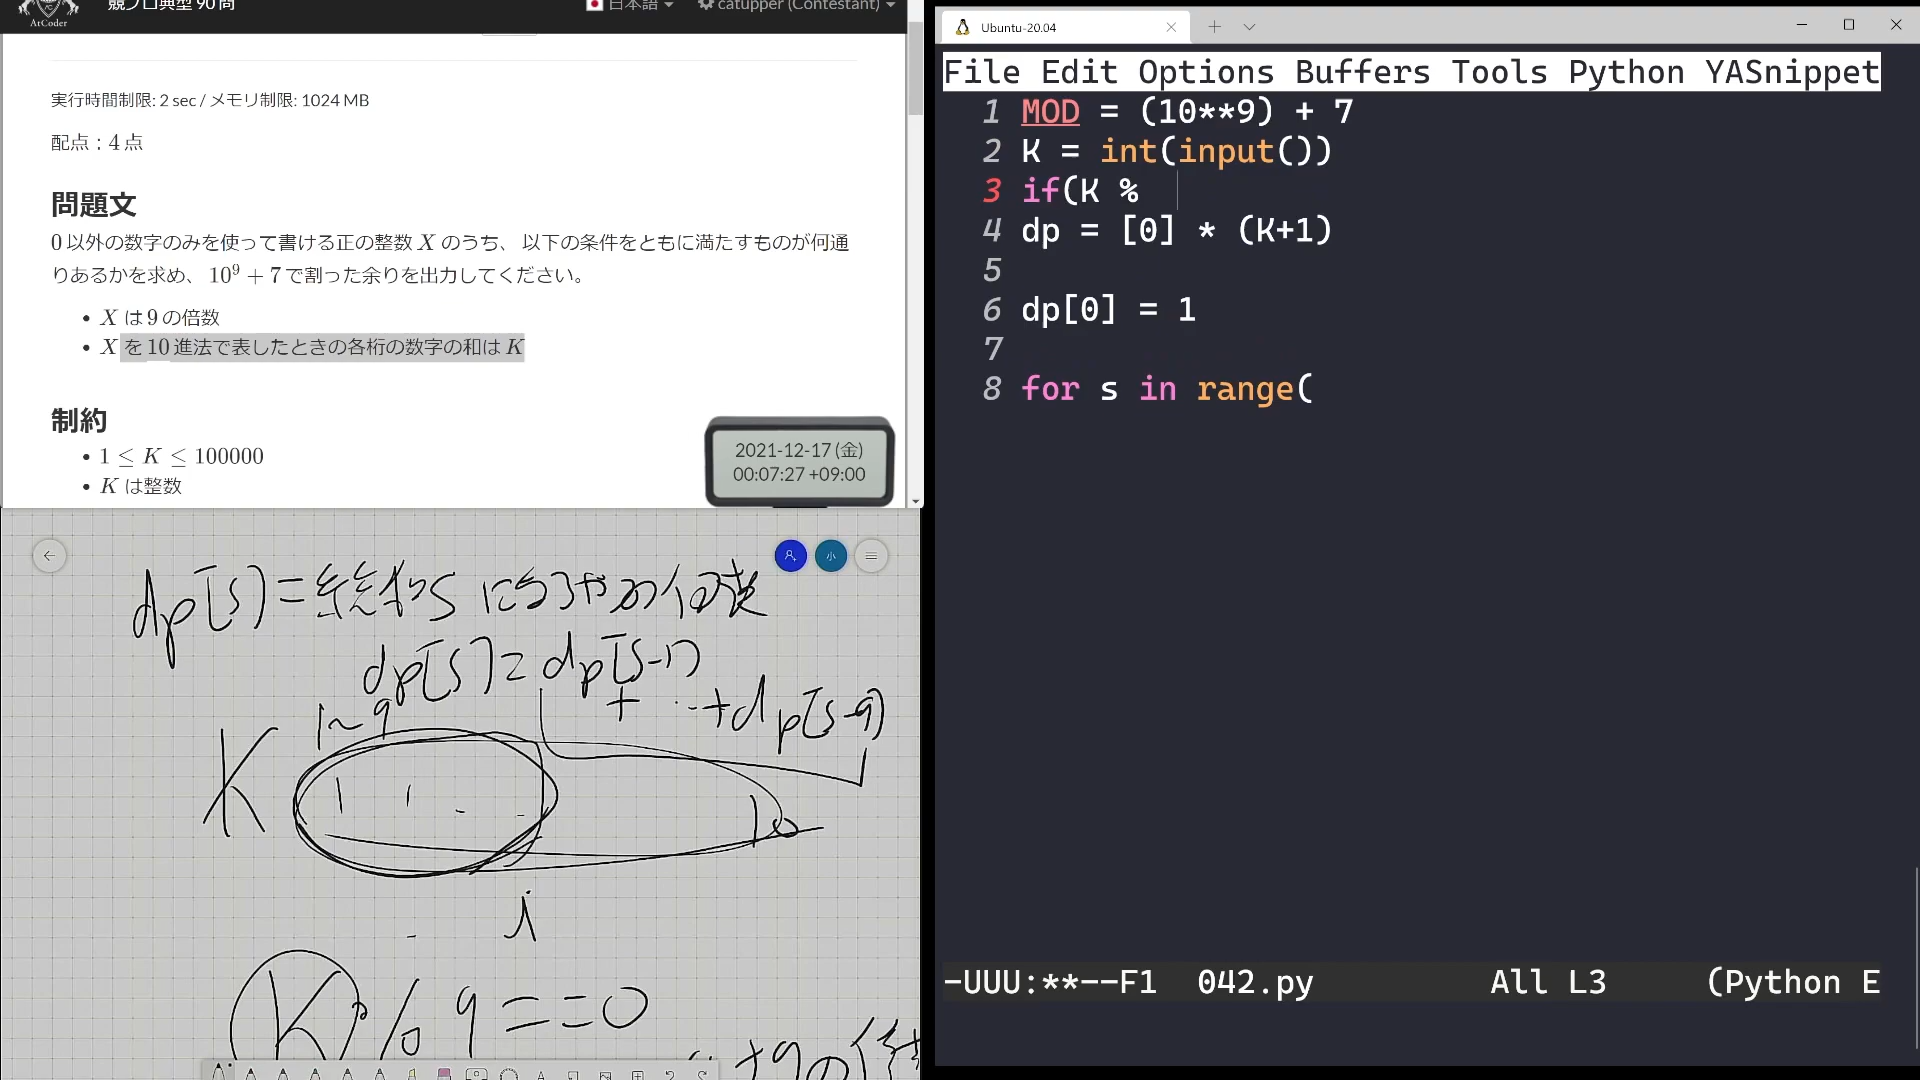 AtCoder
競プロ典型 90 問
日本語
catupper (Contestant)
実行時間制限: 2 sec / メモリ制限: 1024 MB
配点 : 4 点
問題文
0 以外の数字のみを使って書ける正の整数 X のうち、以下の条件をともに満たすものが何通
りあるかを求め、 10^9 + 7 で割った余りを出力してください。
X は 9 の倍数
X を 10 進法で表したときの各桁の数字の和は K
制約
1 ≤ K ≤ 100000
K は整数
2021-12-17 (金)
00:07:27 +09:00
小
dp[s] = 総和s
dp[s] = dp[s-1]
+ ... + dp[s-9]
1~9
K
K % 9 == 0
Ubuntu-20.04
File Edit Options Buffers Tools Python YASnippet
1 MOD = (10**9) + 7
2 K = int(input())
3 if(K %
4 dp = [0] * (K+1)
5
6 dp[0] = 1
7
8 for s in range(
-UUU:**--F1 042.py All L3 (Python E